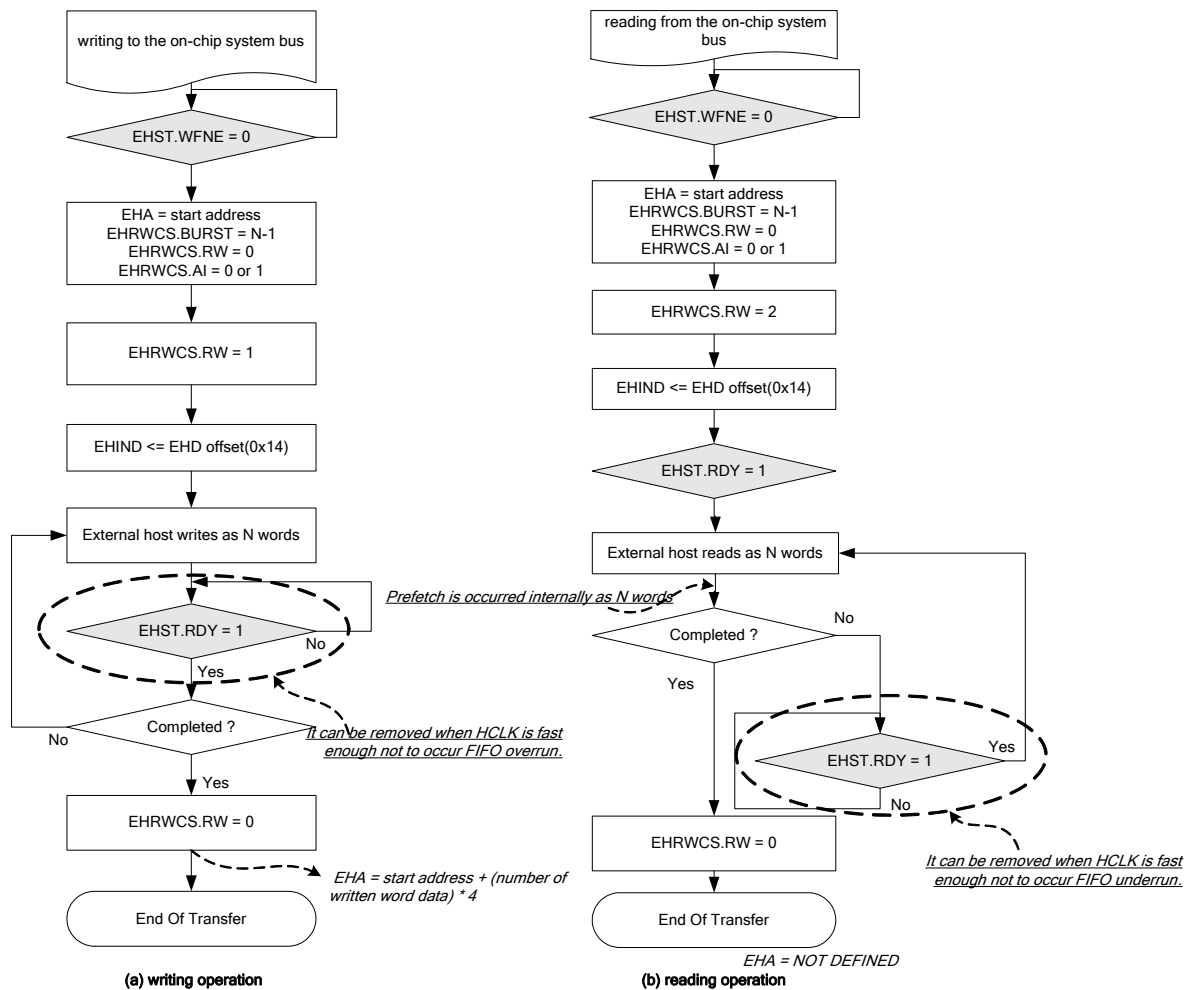 writing to the on-chip system bus
EHST.WFNE = 0
EHA = start address
EHRWCS.BURST = N-1
EHRWCS.RW = 0
EHRWCS.AI = 0 or 1
EHRWCS.RW = 1
EHIND <= EHD offset(0x14)
External host writes as N words
EHST.RDY = 1
No
Yes
Completed ?
No
It can be removed when HCLK is fast
enough not to occur FIFO overrun.
Yes
EHRWCS.RW = 0
EHA = start address + (number of
written word data) * 4
End Of Transfer
(a) writing operation
reading from the on-chip system
bus
EHST.WFNE = 0
EHA = start address
EHRWCS.BURST = N-1
EHRWCS.RW = 0
EHRWCS.AI = 0 or 1
EHRWCS.RW = 2
EHIND <= EHD offset(0x14)
EHST.RDY = 1
External host reads as N words
Prefetch is occurred internally as N words
Completed ?
No
Yes
EHST.RDY = 1
Yes
No
It can be removed when HCLK is fast
enough not to occur FIFO underrun.
EHRWCS.RW = 0
End Of Transfer
EHA = NOT DEFINED
(b) reading operation